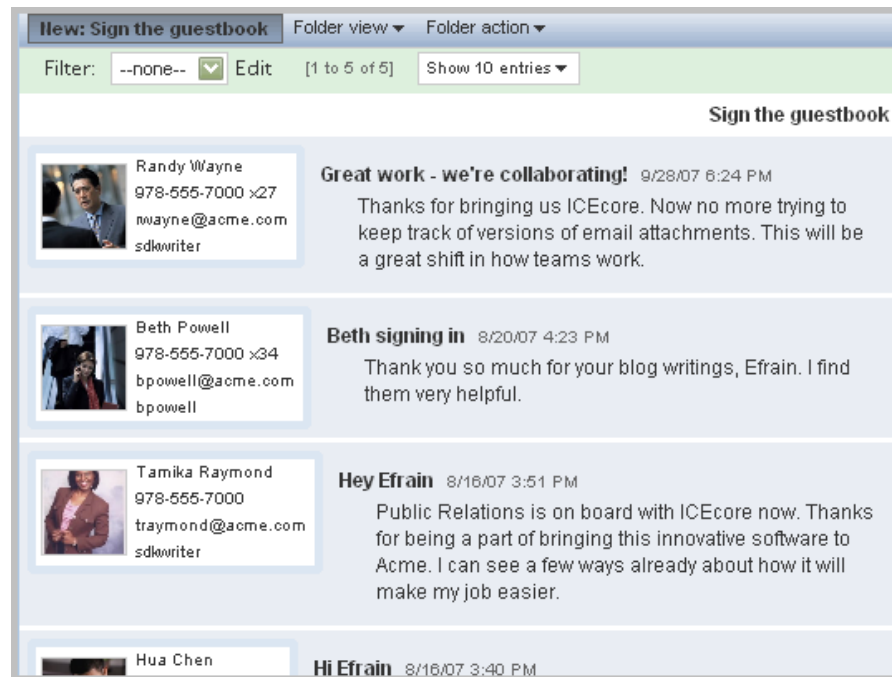 New: Sign the guestbook Folder view Folder action
Filter: --none-- Edit [1 to 5 of 5] Show 10 entries
Sign the guestbook
Randy Wayne
978-555-7000 x27
rwayne@acme.com
sdkwriter
Great work - we're collaborating! 9/28/07 6:24 PM
Thanks for bringing us ICEcore. Now no more trying to
keep track of versions of email attachments. This will be
a great shift in how teams work.
Beth Powell
978-555-7000 x34
bpowell@acme.com
bpowell
Beth signing in 8/20/07 4:23 PM
Thank you so much for your blog writings, Efrain. I find
them very helpful.
Tamika Raymond
978-555-7000
traymond@acme.com
sdkwriter
Hey Efrain 8/16/07 3:51 PM
Public Relations is on board with ICEcore now. Thanks
for being a part of bringing this innovative software to
Acme. I can see a few ways already about how it will
make my job easier.
Hua Chen
Hi Efrain 8/16/07 3:40 PM